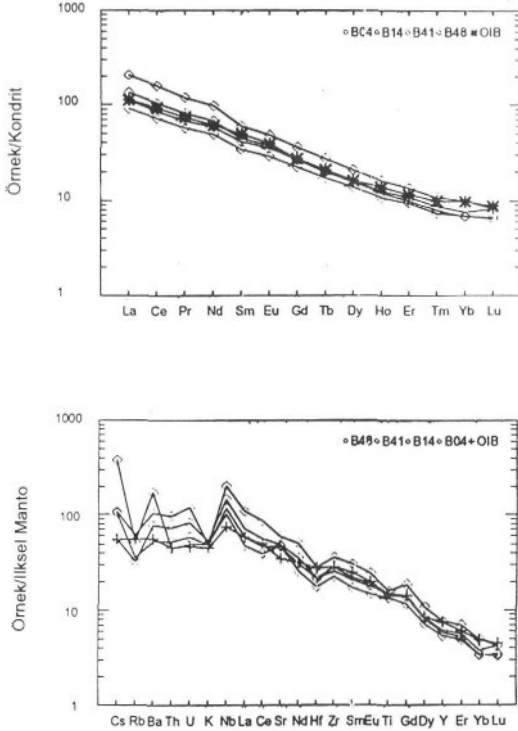 1000
◇BC4◇B14◇B41◇B48✱OIB
100
10
1
Örnek/Kondrit
La Ce Pr Nd Sm Eu Gd Tb Dy Ho Er Tm Yb Lu
1000
◇B48◇B41◇B14◇B04+OIB
100
10
1
Örnek/Ilksel Manto
Cs Rb Ba Th U K Nb La Ce Sr Nd Hf Zr Sm Eu Ti Gd Dy Y Er Yb Lu